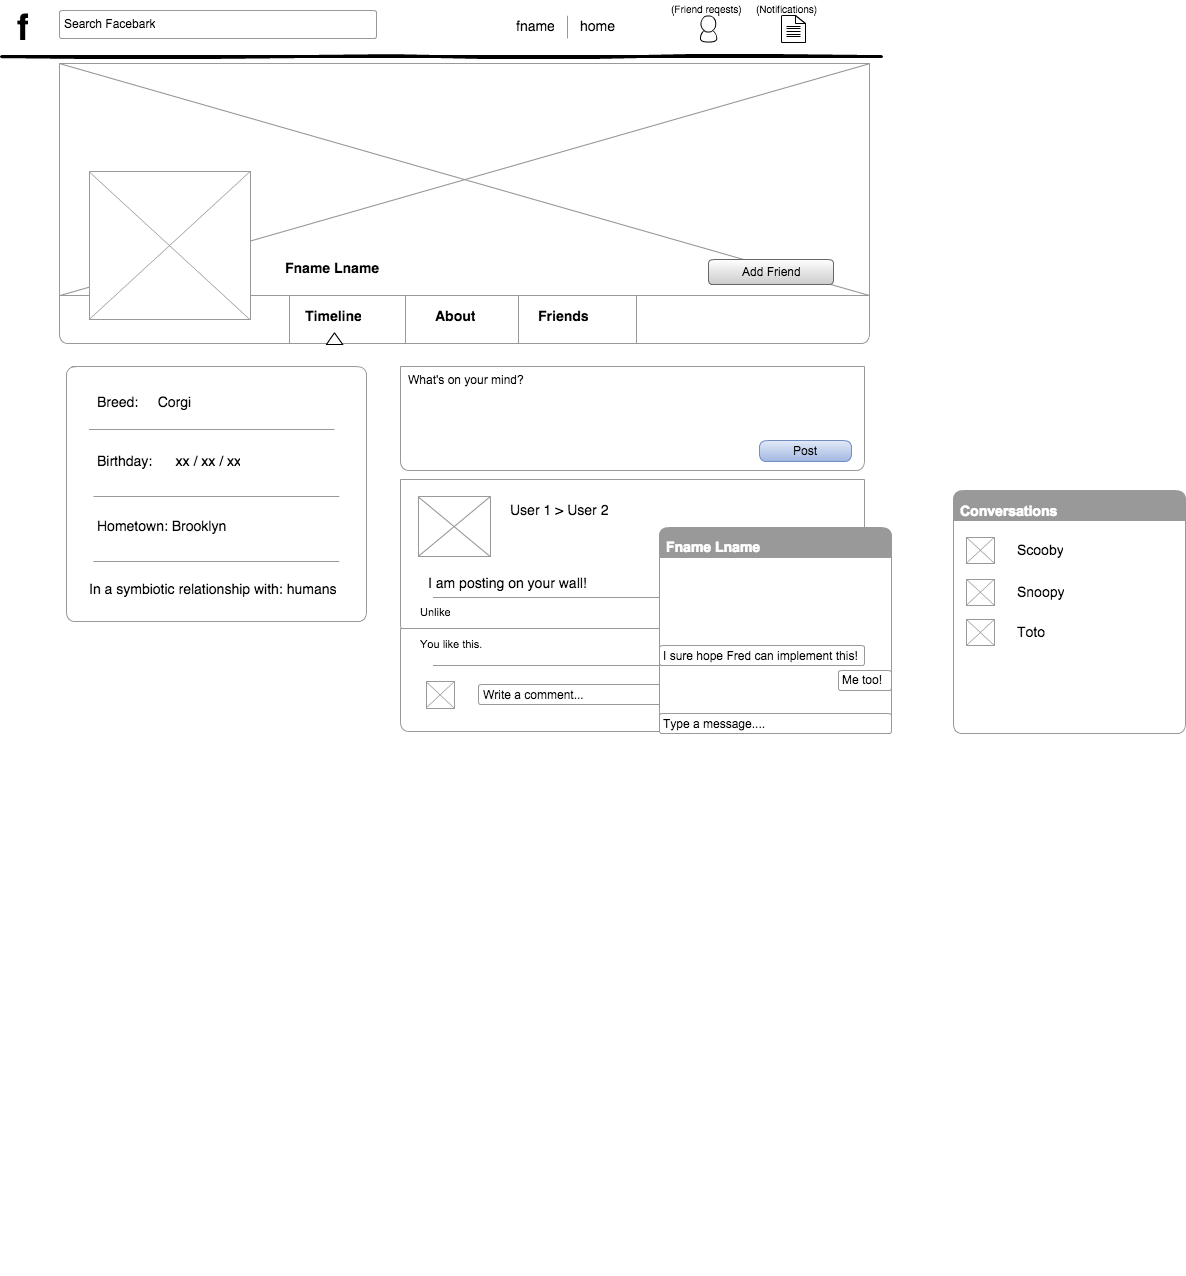 f
Search Facebark
fname
home
(Friend reqests)
(Notifications)
Fname Lname
Add Friend
Timeline
About
Friends
Breed: Corgi
Birthday: xx / xx / xx
Hometown: Brooklyn
In a symbiotic relationship with: humans
What's on your mind?
Post
User 1 > User 2
I am posting on your wall!
Unlike
You like this.
Write a comment...
Fname Lname
I sure hope Fred can implement this!
Me too!
Type a message....
Conversations
Scooby
Snoopy
Toto